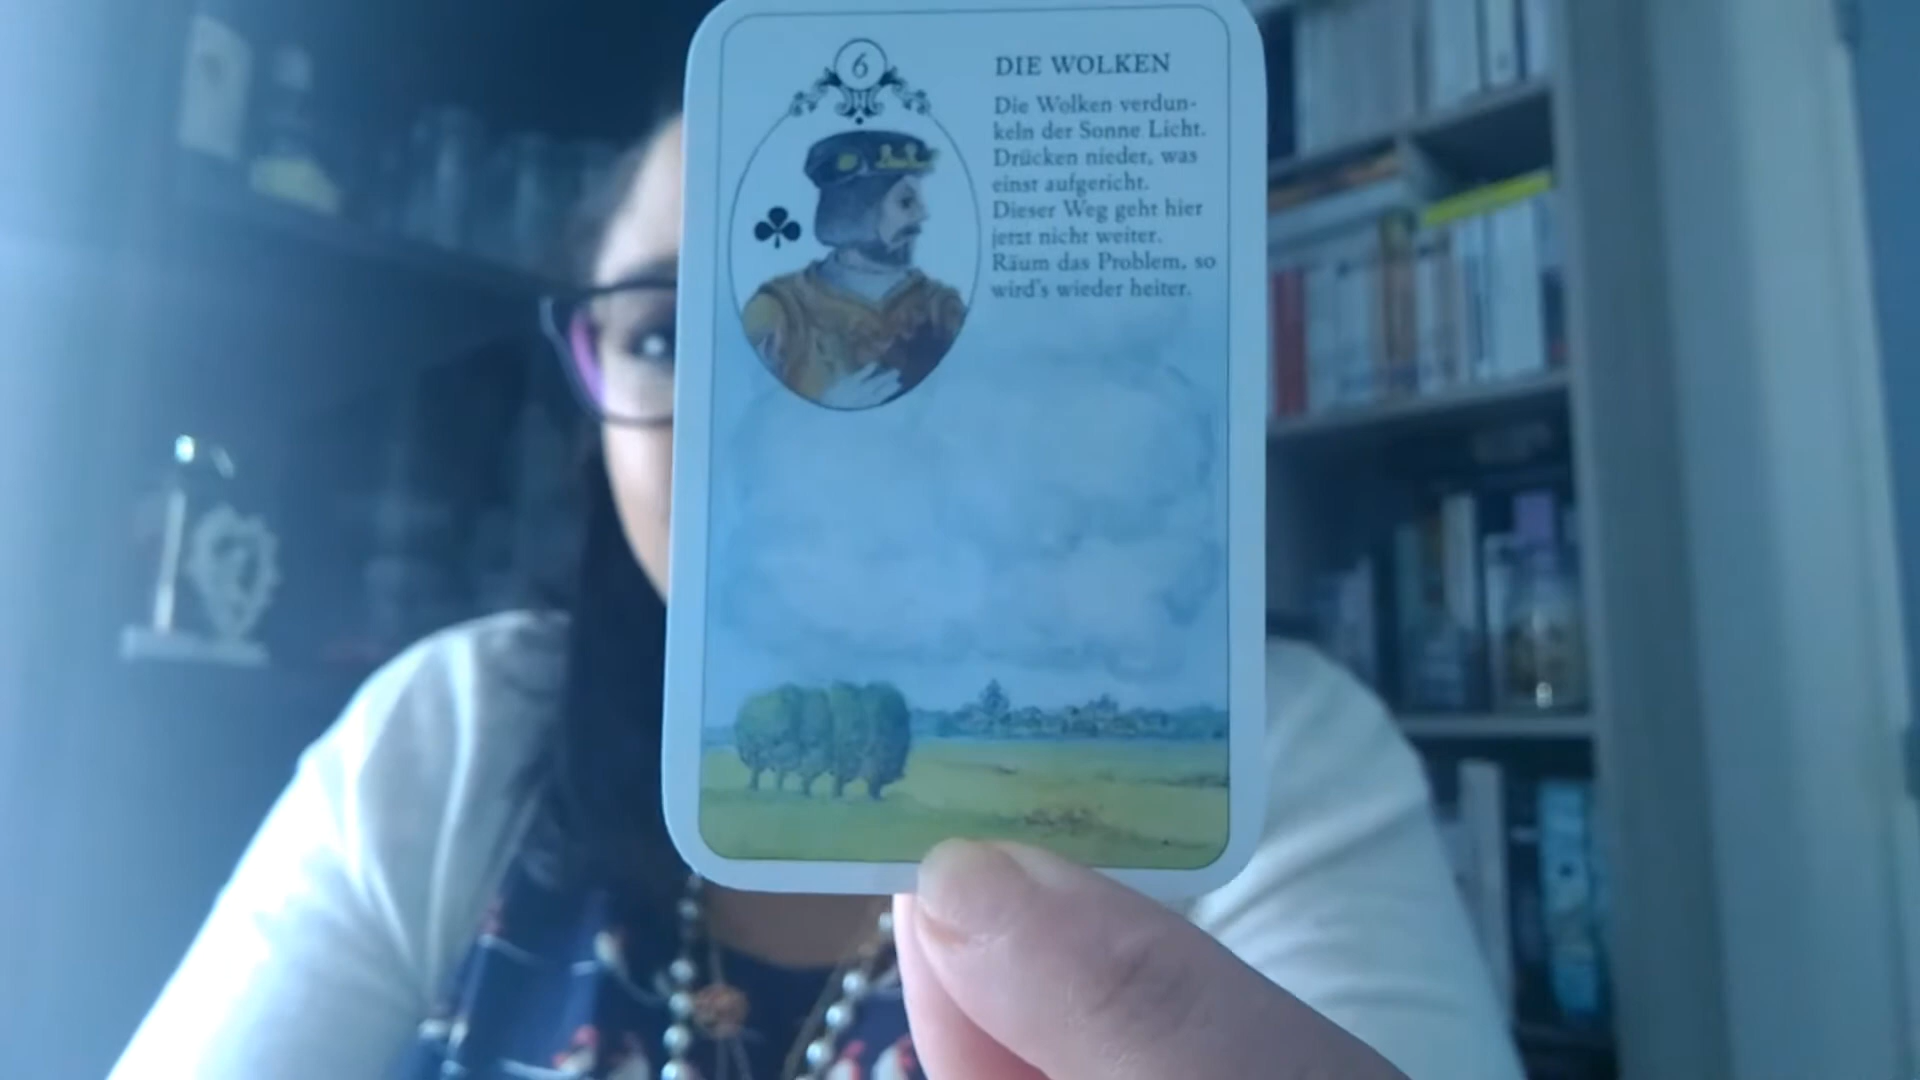 6
DIE WOLKEN
Die Wolken verdun-
keln der Sonne Licht.
Drücken nieder, was
einst aufgericht.
Dieser Weg geht hier
jetzt nicht weiter.
Räum das Problem, so
wird's wieder heiter.